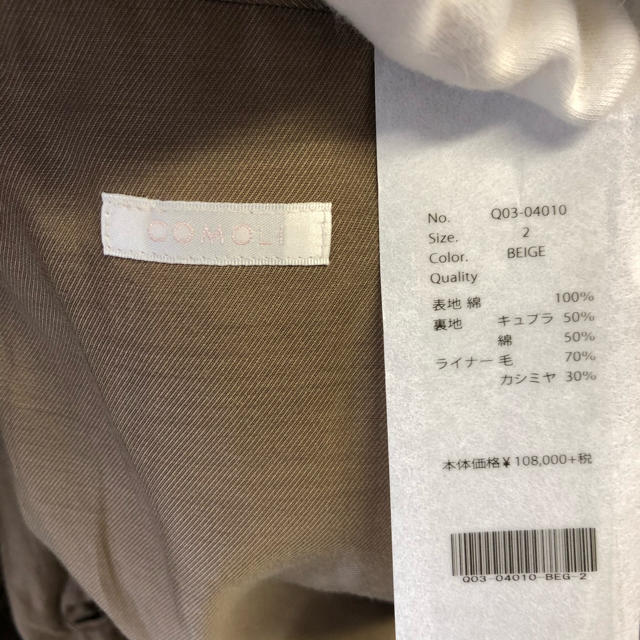 COMOLI
No. Q03-04010
Size. 2
Color. BEIGE
Quality
表地 綿 100%
裏地 キュプラ 50%
綿 50%
ライナー 毛 70%
カシミヤ 30%
本体価格¥108,000+税
Q03-04010-BEG-2